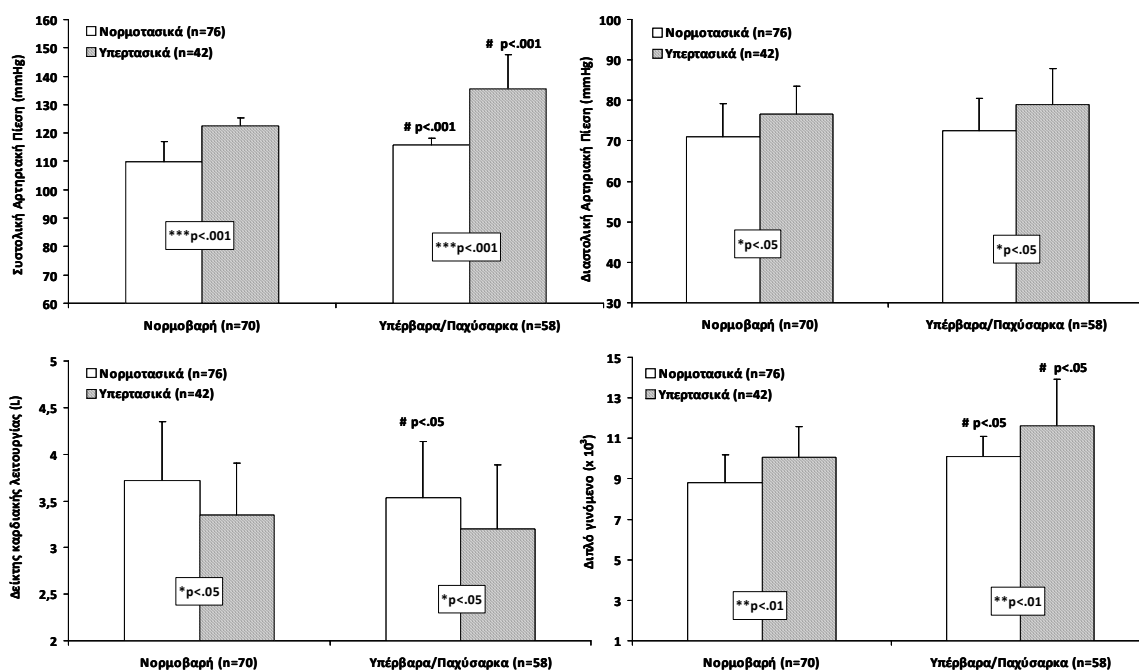 Συστολική Αρτηριακή Πίεση (mmHg)
160
150
140
130
120
110
100
90
80
70
60
Νορμοτασικά (n=76)
Υπερτασικά (n=42)
# p<.001
# p<.001
***p<.001
***p<.001
Νορμοβαρή (n=70)
Υπέρβαρα/Παχύσαρκα (n=58)
Διαστολική Αρτηριακή Πίεση (mmHg)
100
90
80
70
60
50
40
30
Νορμοτασικά (n=76)
Υπερτασικά (n=42)
*p<.05
*p<.05
Νορμοβαρή (n=70)
Υπέρβαρα/Παχύσαρκα (n=58)
Δείκτης καρδιακής λειτουργίας (L)
5
4,5
4
3,5
3
2,5
2
Νορμοτασικά (n=76)
Υπερτασικά (n=42)
# p<.05
*p<.05
*p<.05
Νορμοβαρή (n=70)
Υπέρβαρα/Παχύσαρκα (n=58)
Διπλό γινόμενο (x 10³)
15
13
11
9
7
5
3
1
Νορμοτασικά (n=76)
Υπερτασικά (n=42)
# p<.05
# p<.05
**p<.01
**p<.01
Νορμοβαρή (n=70)
Υπέρβαρα/Παχύσαρκα (n=58)